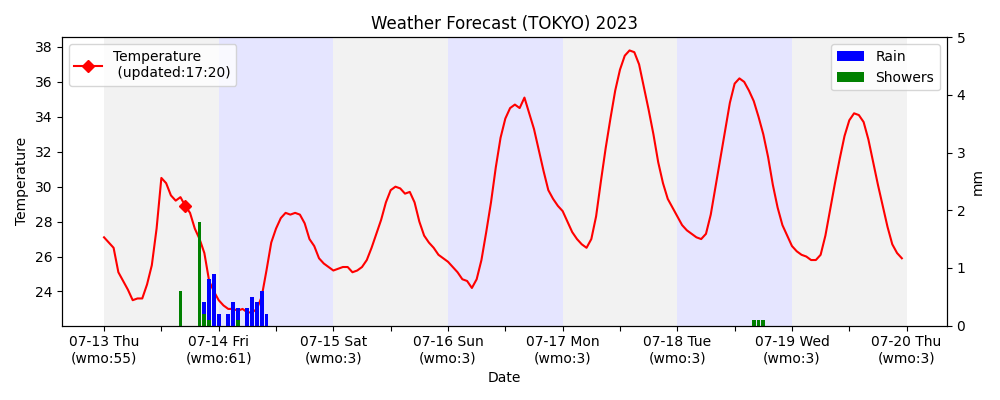 Weather Forecast (TOKYO) 2023
Temperature
(updated:17:20)
Rain
Showers
38
36
34
32
30
28
26
24
Temperature
5
4
3
2
1
0
mm
07-13 Thu
(wmo:55)
07-14 Fri
(wmo:61)
07-15 Sat
(wmo:3)
07-16 Sun
(wmo:3)
07-17 Mon
(wmo:3)
07-18 Tue
(wmo:3)
07-19 Wed
(wmo:3)
07-20 Thu
(wmo:3)
Date